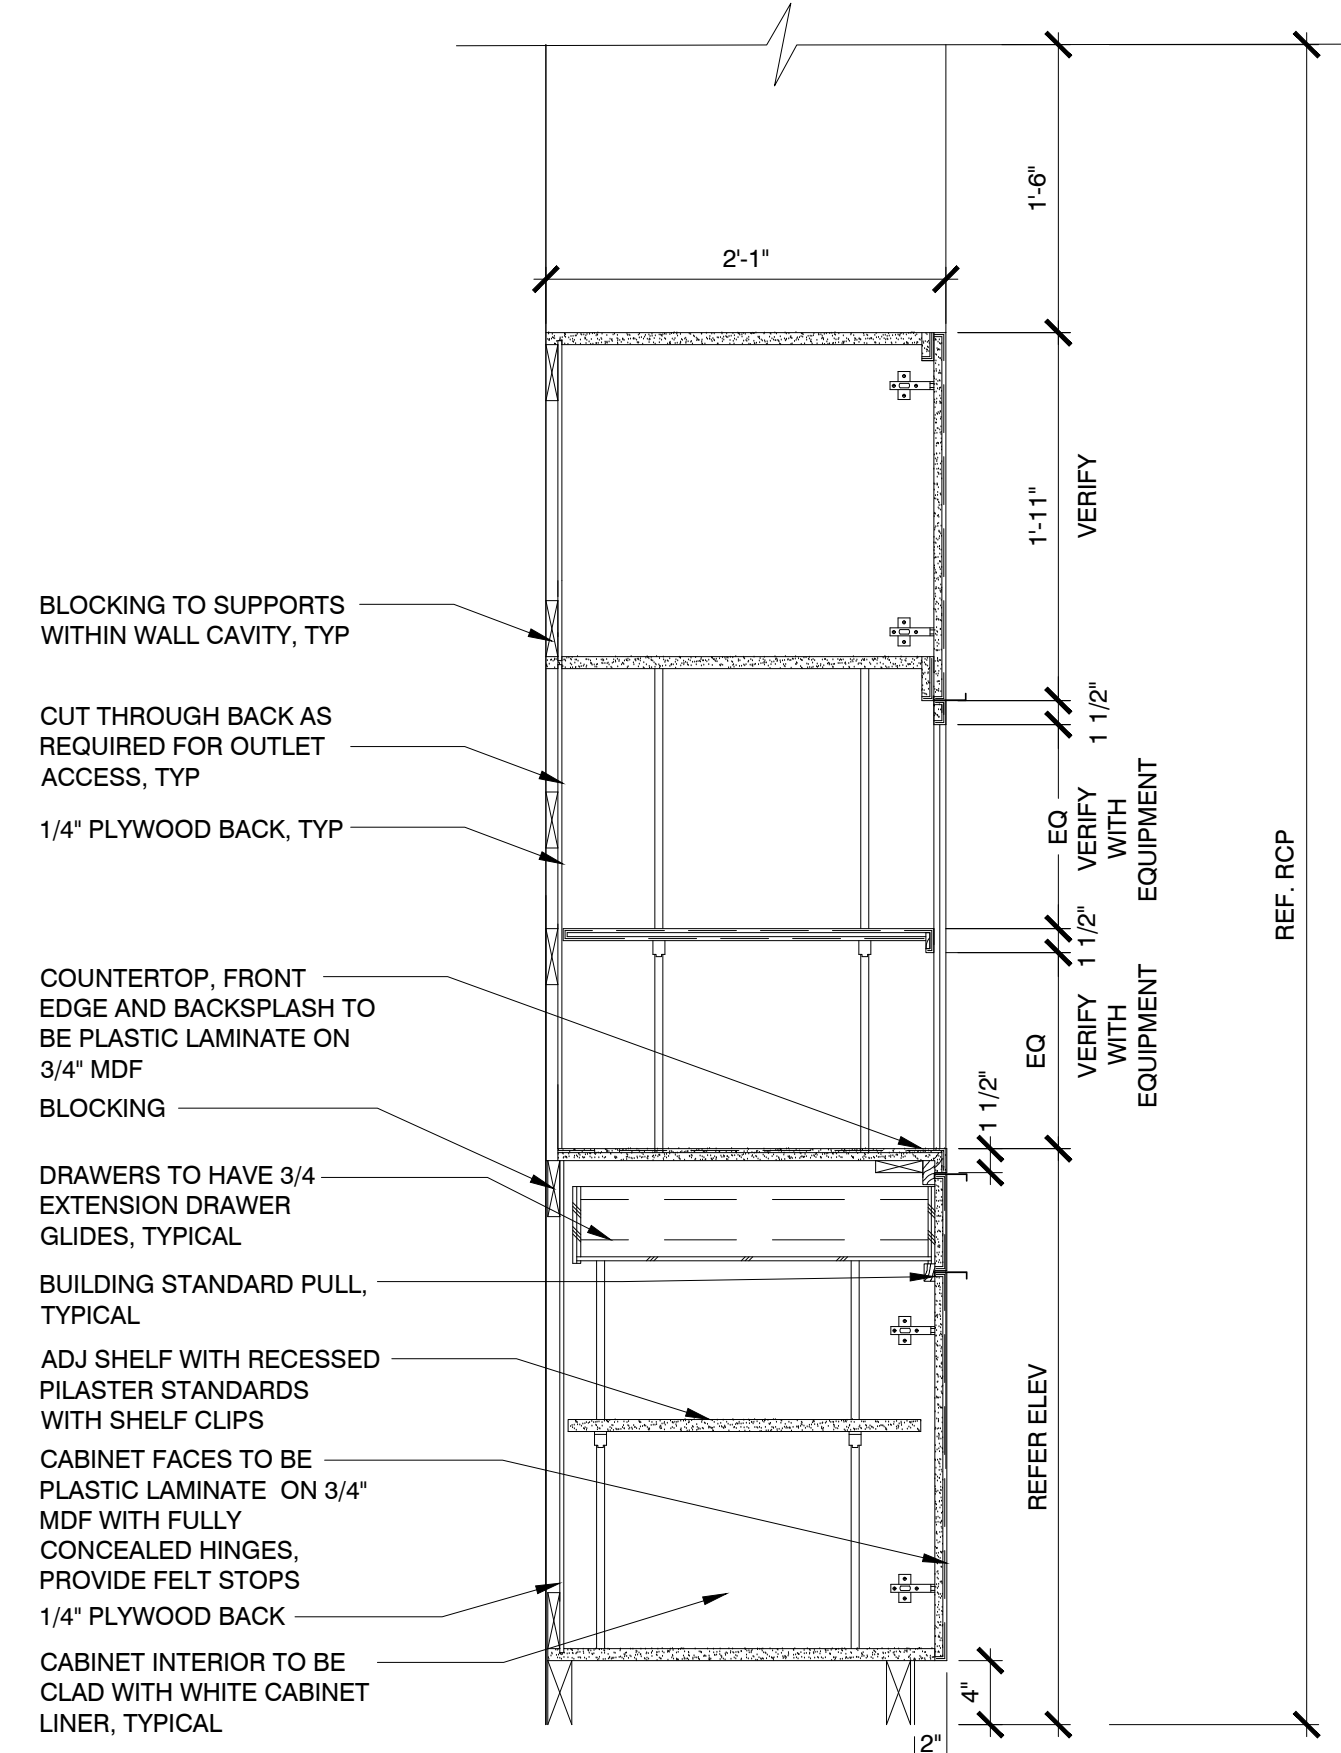 1'-6"
2'-1"
1'-11"
VERIFY
BLOCKING TO SUPPORTS
WITHIN WALL CAVITY, TYP
1 1/2"
CUT THROUGH BACK AS
REQUIRED FOR OUTLET
ACCESS, TYP
1/4" PLYWOOD BACK, TYP
EQ
VERIFY
WITH
EQUIPMENT
REF. RCP
1 1/2"
COUNTERTOP, FRONT
EDGE AND BACKSPLASH TO
BE PLASTIC LAMINATE ON
3/4" MDF
EQ
VERIFY
WITH
EQUIPMENT
1 1/2"
BLOCKING
DRAWERS TO HAVE 3/4
EXTENSION DRAWER
GLIDES, TYPICAL
BUILDING STANDARD PULL,
TYPICAL
ADJ SHELF WITH RECESSED
PILASTER STANDARDS
WITH SHELF CLIPS
REFER ELEV
CABINET FACES TO BE
PLASTIC LAMINATE ON 3/4"
MDF WITH FULLY
CONCEALED HINGES,
PROVIDE FELT STOPS
1/4" PLYWOOD BACK
CABINET INTERIOR TO BE
CLAD WITH WHITE CABINET
LINER, TYPICAL
4"
2"